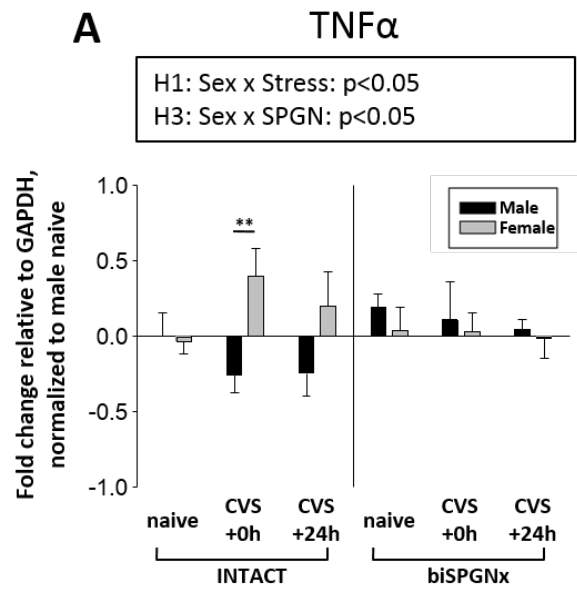 A
TNFα
H1: Sex x Stress: p<0.05
H3: Sex x SPGN: p<0.05
Fold change relative to GAPDH,
normalized to male naive
1.0
0.5
0.0
-0.5
-1.0
**
Male
Female
naive
CVS
+0h
CVS
+24h
naive
CVS
+0h
CVS
+24h
INTACT
biSPGNx